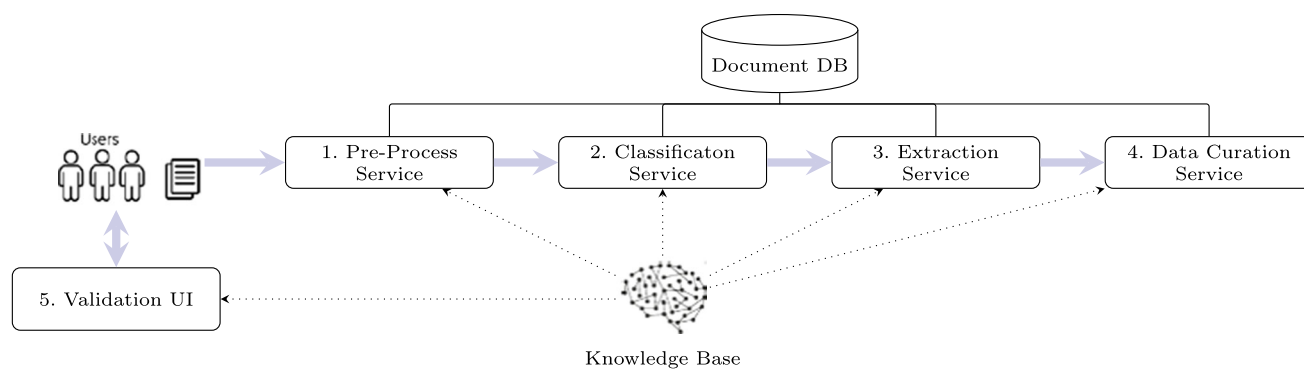 Document DB
Users
1. Pre-Process
Service
2. Classificaton
Service
3. Extraction
Service
4. Data Curation
Service
5. Validation UI
Knowledge Base